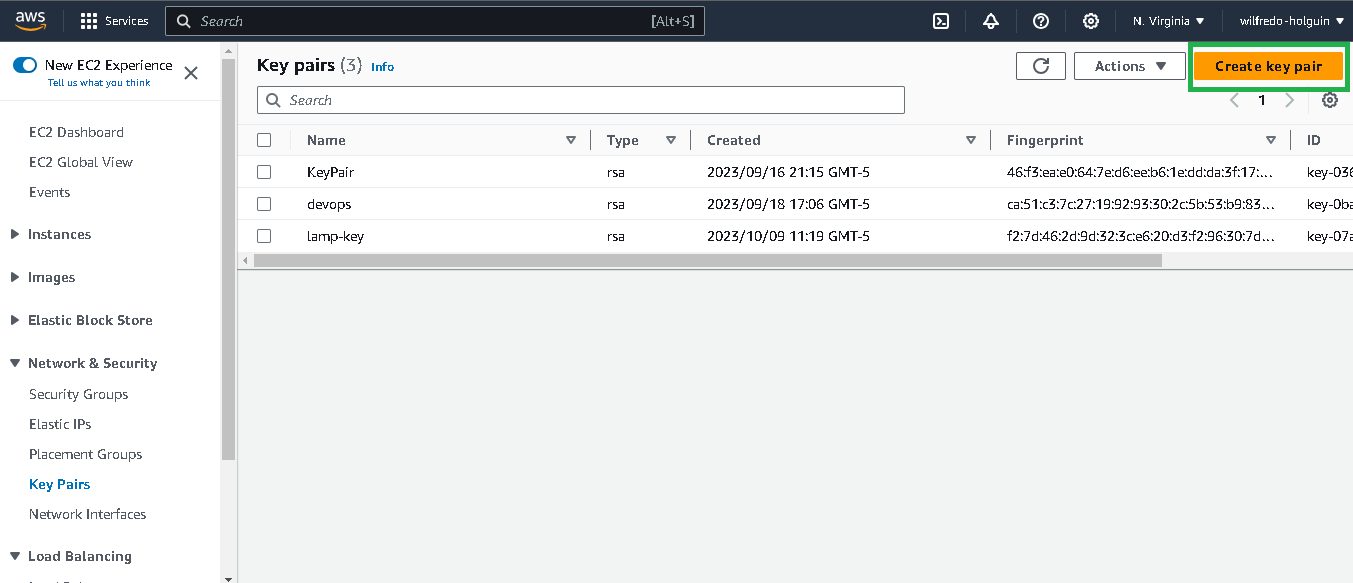 aws Services Search [Alt+S] N. Virginia wilfredo-holguin
New EC2 Experience
Tell us what you think
EC2 Dashboard
EC2 Global View
Events
Instances
Images
Elastic Block Store
Network & Security
Security Groups
Elastic IPs
Placement Groups
Key Pairs
Network Interfaces
Load Balancing
Key pairs (3) Info Actions Create key pair
Search 1
Name Type Created Fingerprint ID
KeyPair rsa 2023/09/16 21:15 GMT-5 46:f3:ea:e0:64:7e:d6:ee:b6:1e:dd:da:3f:17:... key-036
devops rsa 2023/09/18 17:06 GMT-5 ca:51:c3:7c:27:19:92:93:30:2c:5b:53:b9:83... key-0ba
lamp-key rsa 2023/10/09 11:19 GMT-5 f2:7d:46:2d:9d:32:3c:e6:20:d3:f2:96:30:7d... key-07a